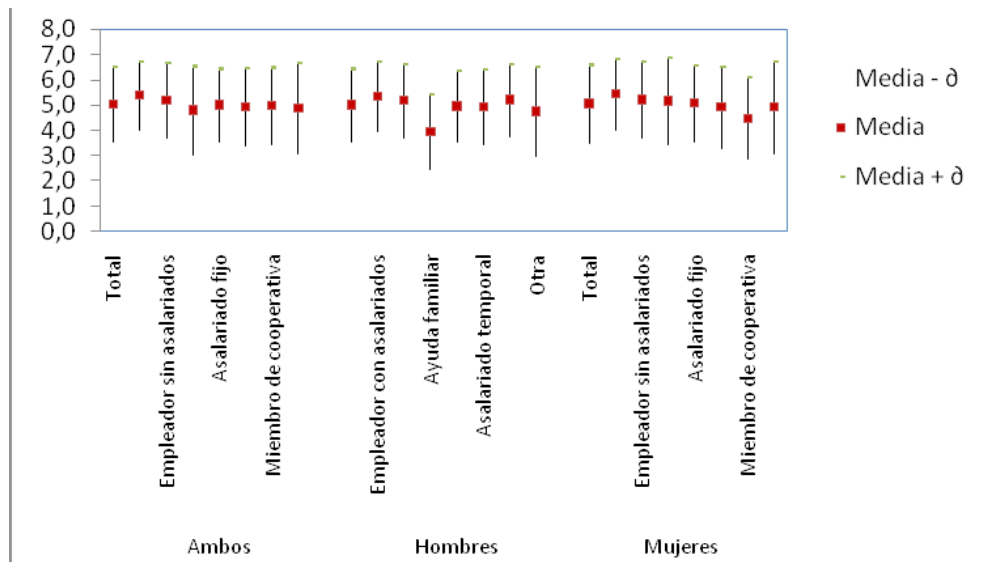 8,0
7,0
6,0
5,0
4,0
3,0
2,0
1,0
0,0
Media - ∂
Media
Media + ∂
Total
Empleador sin asalariados
Asalariado fijo
Miembro de cooperativa
Empleador con asalariados
Ayuda familiar
Asalariado temporal
Otra
Total
Empleador sin asalariados
Asalariado fijo
Miembro de cooperativa
Ambos
Hombres
Mujeres